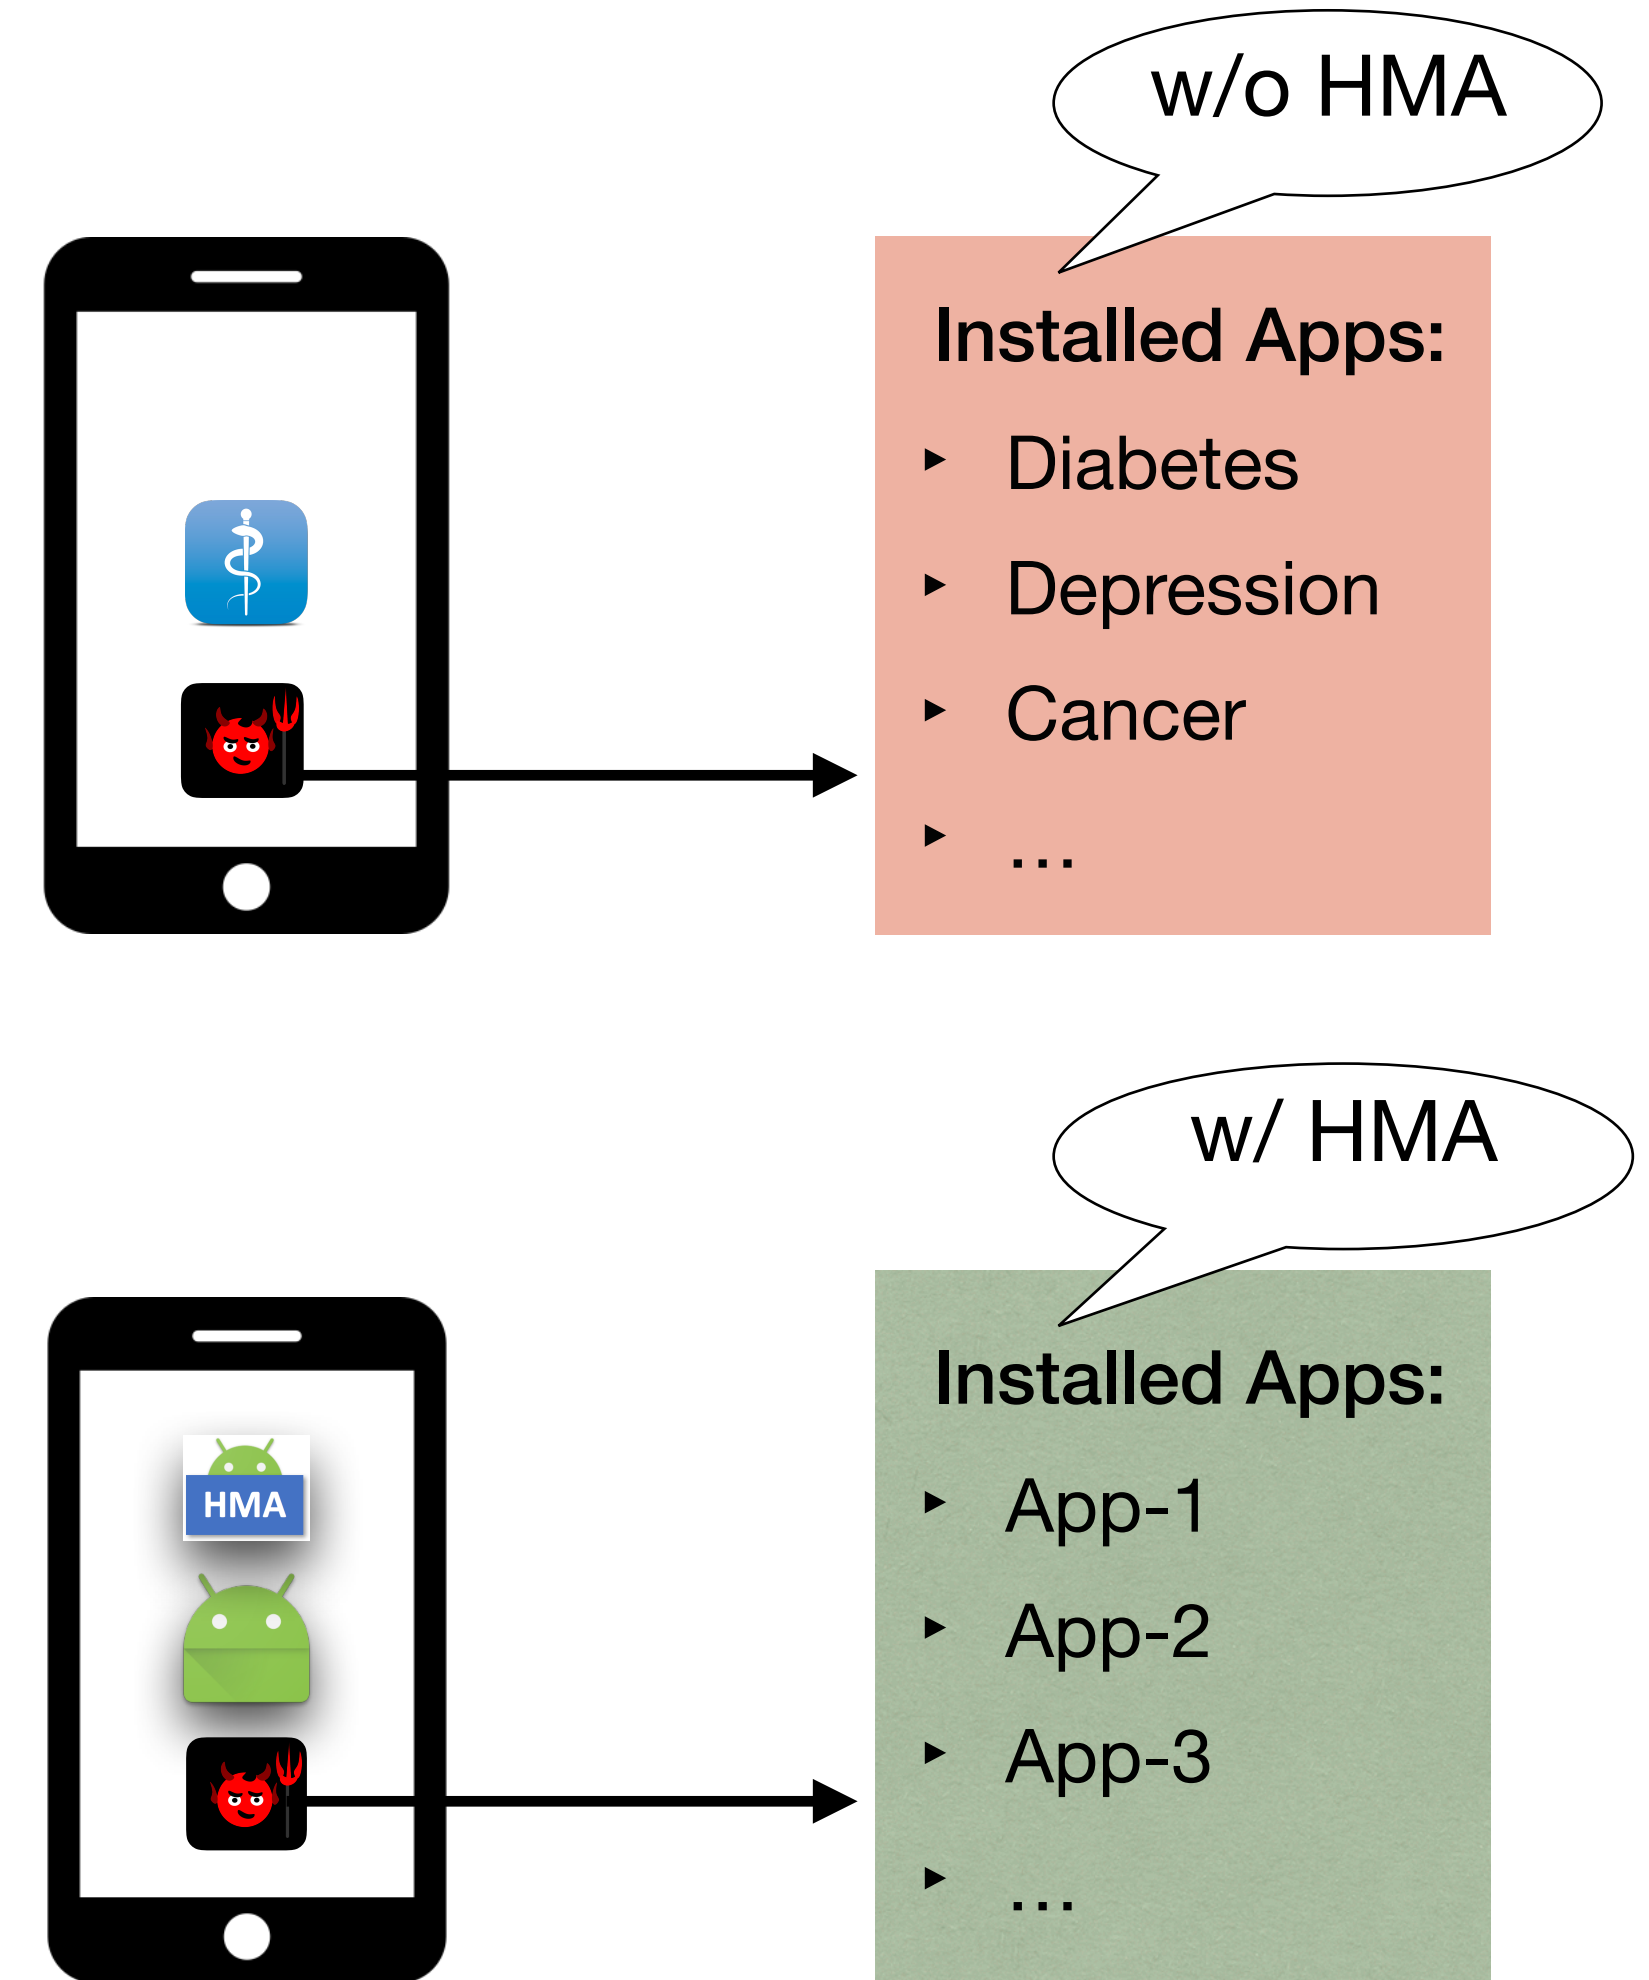 w/o HMA
Installed Apps:
‣ Diabetes
‣ Depression
‣ Cancer
‣ …
w/ HMA
Installed Apps:
HMA
‣ App-1
‣ App-2
‣ App-3
‣ …